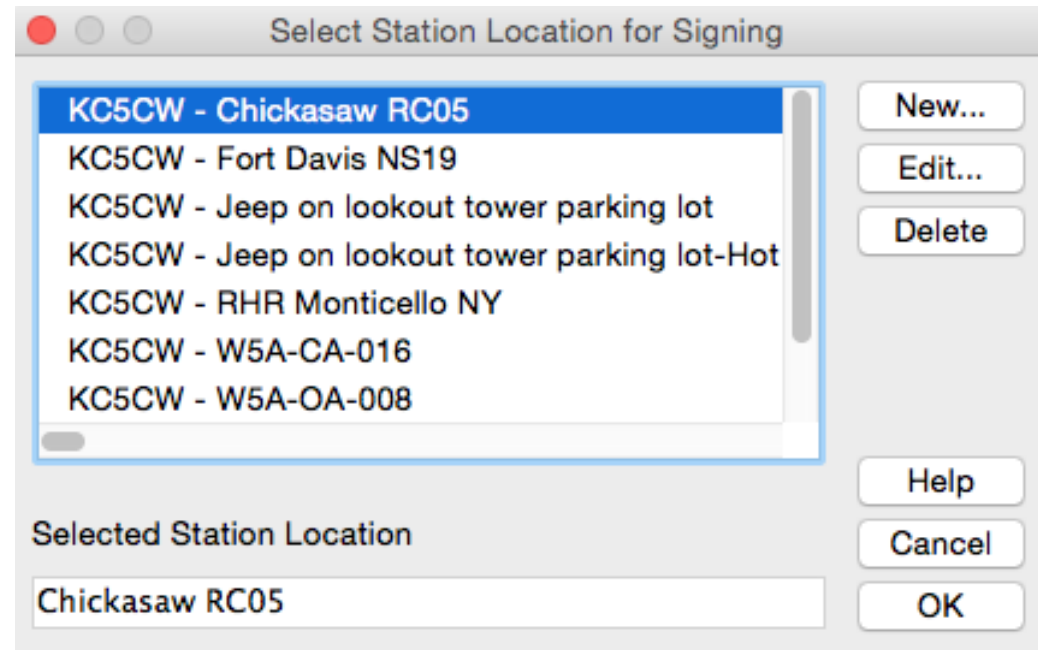 Select Station Location for Signing
KC5CW - Chickasaw RC05
KC5CW - Fort Davis NS19
KC5CW - Jeep on lookout tower parking lot
KC5CW - Jeep on lookout tower parking lot-Hot
KC5CW - RHR Monticello NY
KC5CW - W5A-CA-016
KC5CW - W5A-OA-008
New...
Edit...
Delete
Selected Station Location
Chickasaw RC05
Help
Cancel
OK